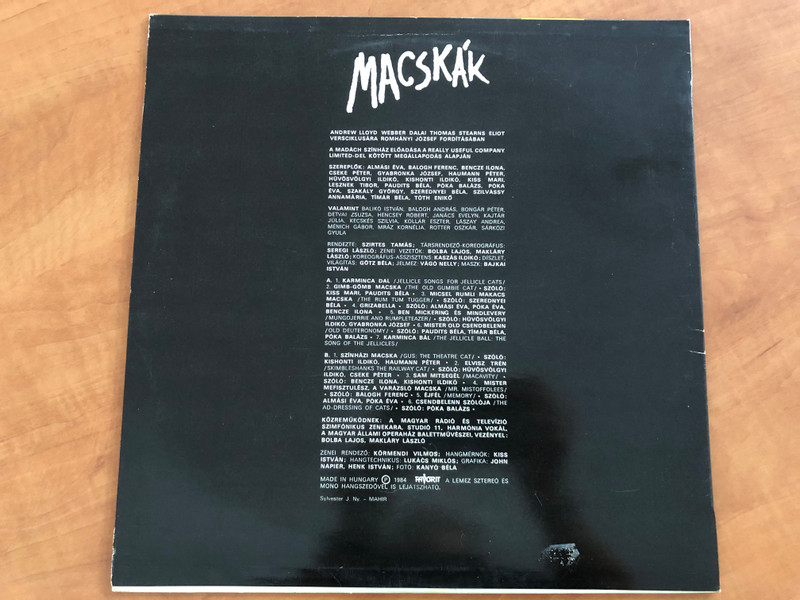 MACSKÁK
ANDREW LLOYD WEBBER DALAI THOMAS STEARNS ELIOT
VERSCIKLUSÁRA ROMHÁNYI JÓZSEF FORDÍTÁSÁBAN
A MADÁCH SZÍNHÁZ ELŐADÁSA A REALLY USEFUL COMPANY
LIMITED-DEL KÖTÖTT MEGÁLLAPODÁS ALAPJÁN
SZEREPLŐK: ALMÁSI ÉVA, BALOGH FERENC, BENCZE ILONA,
CSEKE PÉTER, GYABRONKA JÓZSEF, HAUMANN PÉTER,
HŰVÖSVÖLGYI ILDIKÓ, KISHONTI ILDIKÓ, KISS MARI,
LESZNEK TIBOR, PAUDITS BÉLA, PÓKA BALÁZS, PÓKA
ÉVA, SZAKÁLY GYÖRGY, SZEREDNYEI BÉLA, SZILVÁSSY
ANNAMÁRIA, TÍMÁR BÉLA, TÓTH ENIKŐ
VALAMINT BALIKÓ ISTVÁN, BALOGH ANDRÁS, BONGÁR PÉTER,
DETVAI ZSUZSA, HENCSEY RÓBERT, JANÁCS EVELYN, KAJTÁR
JÚLIA, KECSKÉS SZILVIA, KOLLÁR ESZTER, LÁSZAY ANDREA,
MÉNICH GÁBOR, MRÁZ KORNÉLIA, ROTTER OSZKÁR, SÁRKÖZI
GYULA
RENDEZTE: SZIRTES TAMÁS; TÁRSRENDEZŐ-KOREOGRÁFUS:
SEREGI LÁSZLÓ; ZENEI VEZETŐK: BOLBA LAJOS, MAKLÁRY
LÁSZLÓ; KOREOGRÁFUS-ASSZISZTENS: KASZÁS ILDIKÓ; DÍSZLET,
VILÁGÍTÁS: GÖTZ BÉLA; JELMEZ: VÁGÓ NELLY; MASZK: BAJKAI
ISTVÁN
A. 1. KARMINCA DAL /JELLICLE SONGS FOR JELLICLE CATS/ •
2. GIMB-GÖMB MACSKA /THE OLD GUMBIE CAT/ • SZÓLÓ:
KISS MARI, PAUDITS BÉLA • 3. MICSEL RUMLI MAKACS
MACSKA /THE RUM TUM TUGGER/ • SZÓLÓ: SZEREDNYEI
BÉLA • 4. GRIZABELLA • SZÓLÓ: ALMÁSI ÉVA, PÓKA ÉVA,
BENCZE ILONA • 5. BEN MICKERING ÉS MINDLEVERY
/MUNGOJERRIE AND RUMPLETEAZER/ • SZÓLÓ: HŰVÖSVÖLGYI
ILDIKÓ, GYABRONKA JÓZSEF • 6. MISTER OLD CSENDBELENN
/OLD DEUTERONOMY/ • SZÓLÓ: PAUDITS BÉLA, TÍMÁR BÉLA,
PÓKA BALÁZS • 7. KARMINCA BÁL /THE JELLICLE BALL: THE
SONG OF THE JELLICLES/
B. 1. SZÍNHÁZI MACSKA /GUS: THE THEATRE CAT/ • SZÓLÓ:
KISHONTI ILDIKÓ, HAUMANN PÉTER • 2. ELVISZ TRÉN
/SKIMBLESHANKS THE RAILWAY CAT/ • SZÓLÓ: HŰVÖSVÖLGYI
ILDIKÓ, CSEKE PÉTER • 3. SAM MITSEGÉL /MACAVITY/ •
SZÓLÓ: BENCZE ILONA, KISHONTI ILDIKÓ • 4. MISTER
MEFISZTULÉSZ, A VARÁZSLÓ MACSKA /MR. MISTOFFOLEES/
• SZÓLÓ: BALOGH FERENC • 5. ÉJFÉL /MEMORY/ • SZÓLÓ:
ALMÁSI ÉVA, PÓKA ÉVA • 6. CSENDBELENN SZÓLÓJA /THE
AD-DRESSING OF CATS/ • SZÓLÓ: PÓKA BALÁZS •
KÖZREMŰKÖDNEK: A MAGYAR RÁDIÓ ÉS TELEVÍZIÓ
SZIMFÓNIKUS ZENEKARA, STUDIÓ 11, HARMÓNIA VOKÁL,
A MAGYAR ÁLLAMI OPERAHÁZ BALETTMŰVÉSZEI, VEZÉNYEL:
BOLBA LAJOS, MAKLÁRY LÁSZLÓ
ZENEI RENDEZŐ: KÖRMENDI VILMOS; HANGMÉRNÖK: KISS
ISTVÁN; HANGTECHNIKUS: LUKÁCS MIKLÓS; GRAFIKA: JOHN
NAPIER, HENK ISTVÁN; FOTÓ: KANYÓ BÉLA
MADE IN HUNGARY Ⓟ 1984 FAVORIT A LEMEZ SZTEREÓ ÉS
MONO HANGSZEDŐVEL IS LEJÁTSZHATÓ.
Sylvester J. Ny. – MAHIR